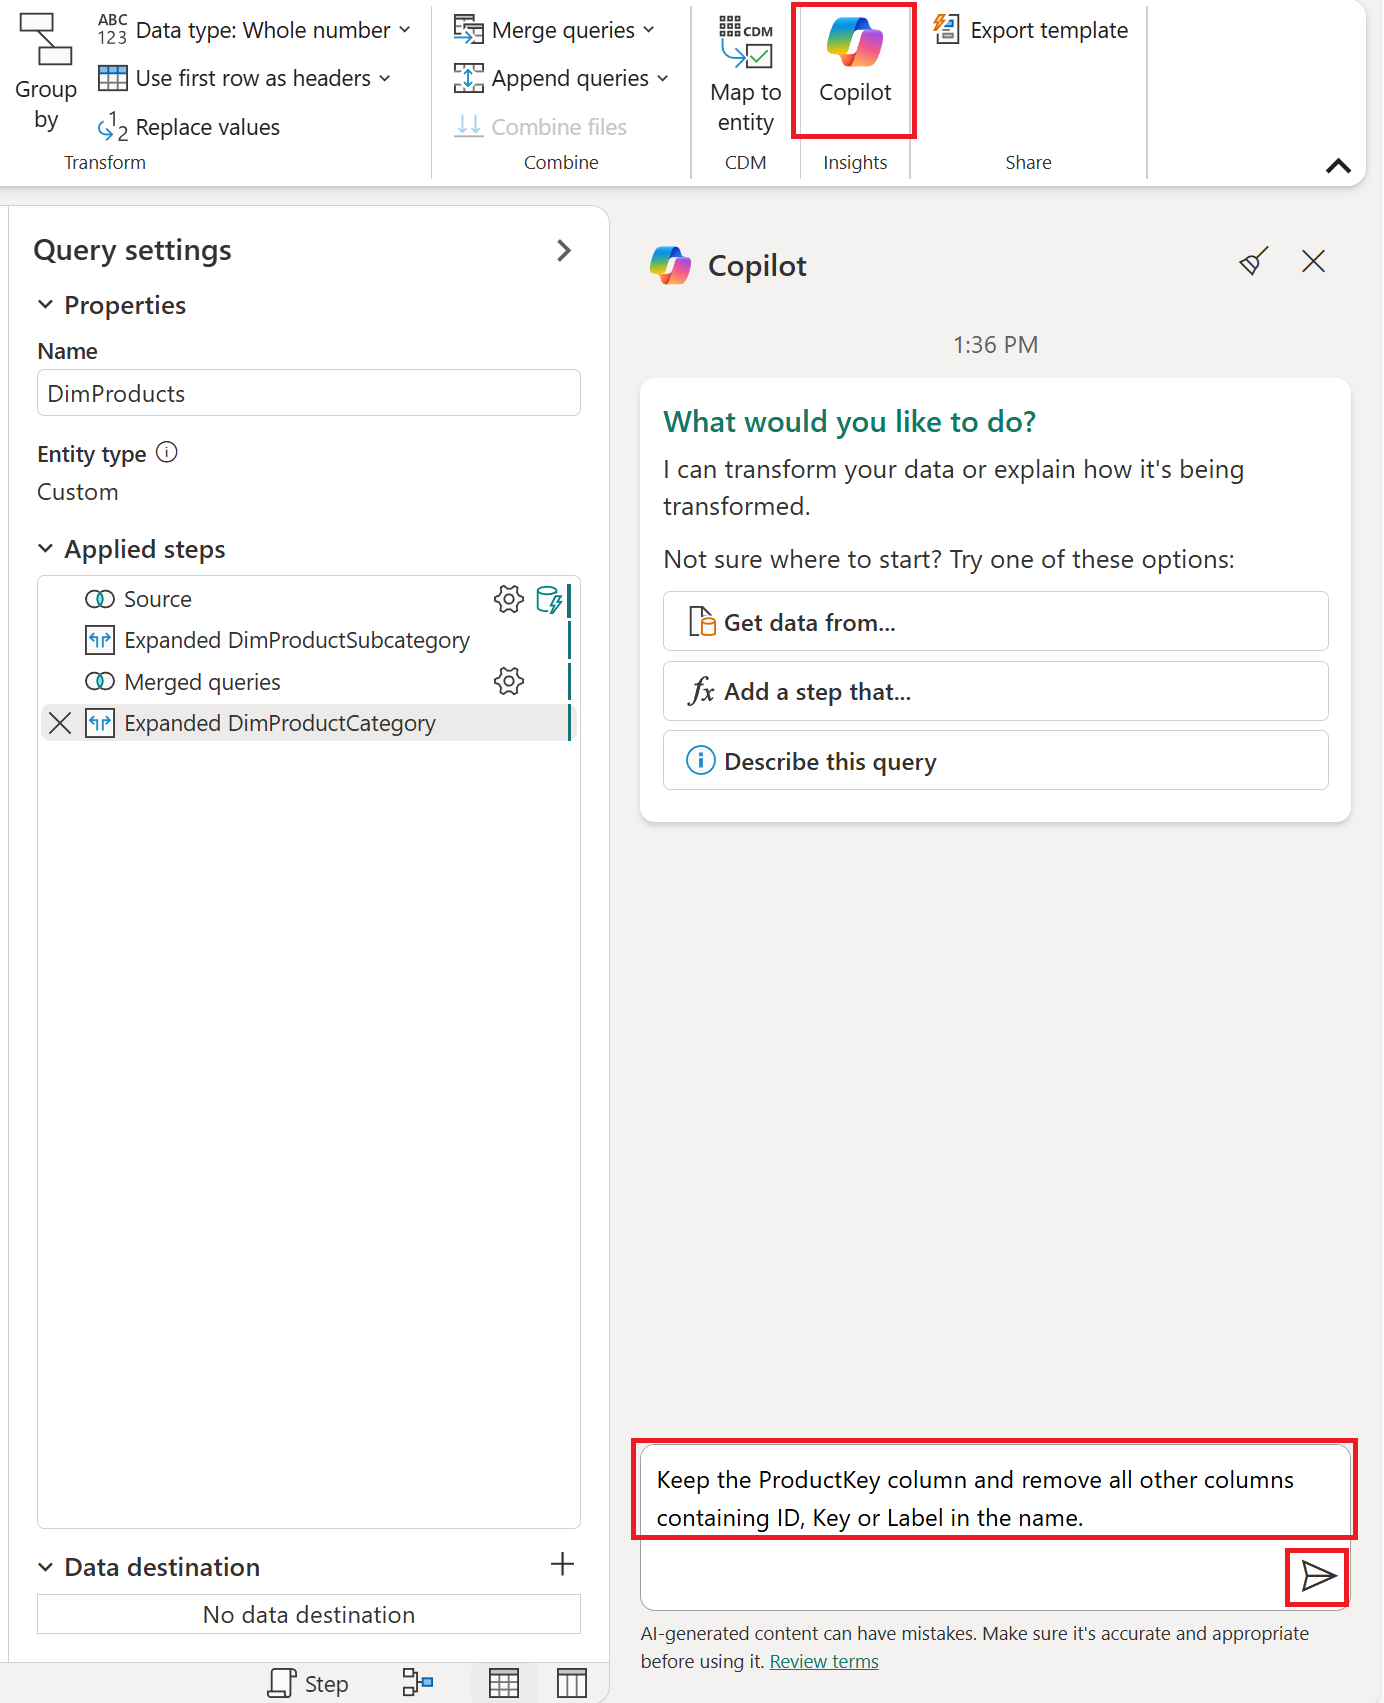 Group by
ABC 123 Data type: Whole number
Use first row as headers
1 2 Replace values
Transform
Merge queries
Append queries
Combine files
Combine
CDM
Map to entity
CDM
Copilot
Insights
Export template
Share
Query settings
Properties
Name
DimProducts
Entity type
Custom
Applied steps
Source
Expanded DimProductSubcategory
Merged queries
Expanded DimProductCategory
Data destination
No data destination
Step
Copilot
1:36 PM
What would you like to do?
I can transform your data or explain how it's being
transformed.
Not sure where to start? Try one of these options:
Get data from...
fx Add a step that...
Describe this query
Keep the ProductKey column and remove all other columns
containing ID, Key or Label in the name.
AI-generated content can have mistakes. Make sure it's accurate and appropriate
before using it. Review terms